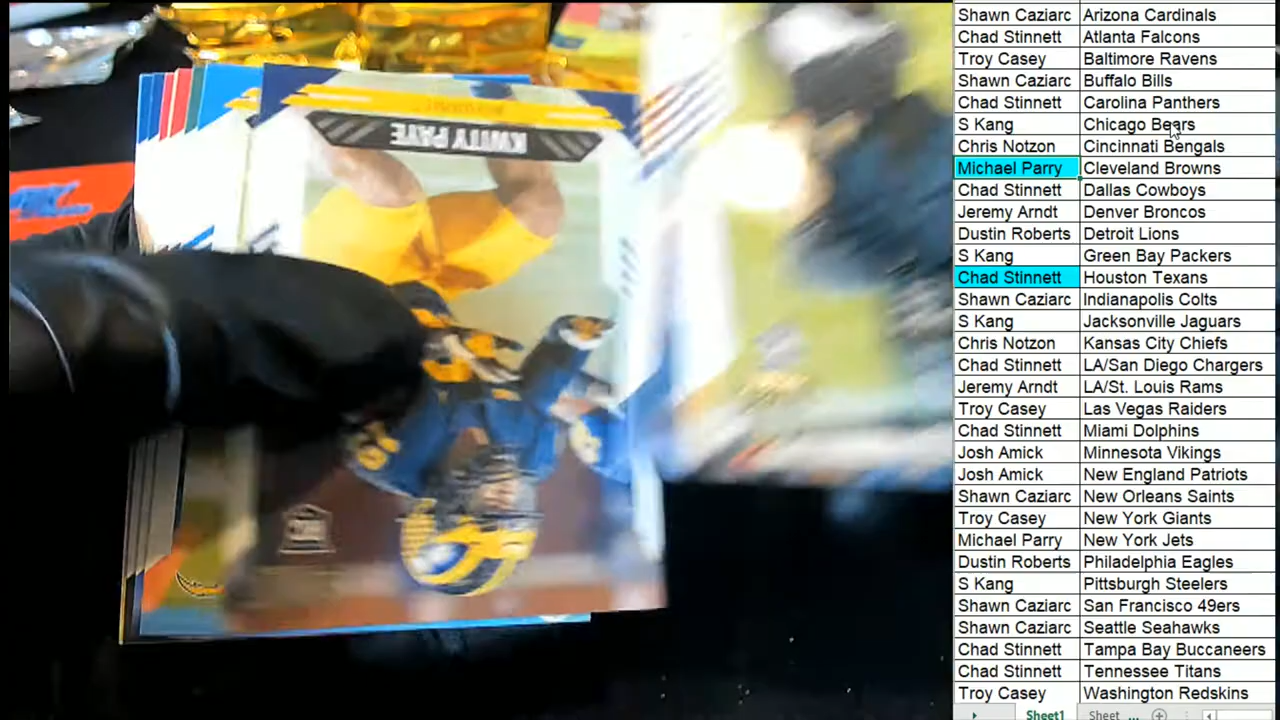 KWITY PAYE
Shawn Caziarc Arizona Cardinals
Chad Stinnett Atlanta Falcons
Troy Casey Baltimore Ravens
Shawn Caziarc Buffalo Bills
Chad Stinnett Carolina Panthers
S Kang Chicago Bears
Chris Notzon Cincinnati Bengals
Michael Parry Cleveland Browns
Chad Stinnett Dallas Cowboys
Jeremy Arndt Denver Broncos
Dustin Roberts Detroit Lions
S Kang Green Bay Packers
Chad Stinnett Houston Texans
Shawn Caziarc Indianapolis Colts
S Kang Jacksonville Jaguars
Chris Notzon Kansas City Chiefs
Chad Stinnett LA/San Diego Chargers
Jeremy Arndt LA/St. Louis Rams
Troy Casey Las Vegas Raiders
Chad Stinnett Miami Dolphins
Josh Amick Minnesota Vikings
Josh Amick New England Patriots
Shawn Caziarc New Orleans Saints
Troy Casey New York Giants
Michael Parry New York Jets
Dustin Roberts Philadelphia Eagles
S Kang Pittsburgh Steelers
Shawn Caziarc San Francisco 49ers
Shawn Caziarc Seattle Seahawks
Chad Stinnett Tampa Bay Buccaneers
Chad Stinnett Tennessee Titans
Troy Casey Washington Redskins
Sheet1 Sheet ...